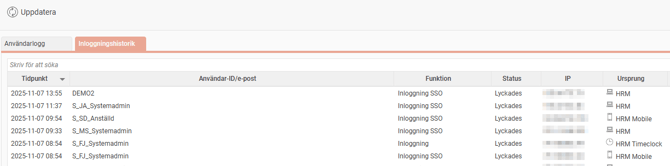 Uppdatera
Användarlogg Inloggningshistorik
Skriv för att söka
Tidpunkt Användar-ID/e-post Funktion Status IP Ursprung
2025-11-07 13:55 DEMO2 Inloggning SSO Lyckades HRM
2025-11-07 11:37 S_JA_Systemadmin Inloggning SSO Lyckades HRM
2025-11-07 09:54 S_SD_Anställd Inloggning SSO Lyckades HRM Mobile
2025-11-07 09:33 S_MS_Systemadmin Inloggning SSO Lyckades HRM
2025-11-07 08:54 S_FJ_Systemadmin Inloggning Lyckades HRM Timeclock
2025-11-07 08:54 S_FJ_Systemadmin Inloggning SSO Lyckades HRM Mobile